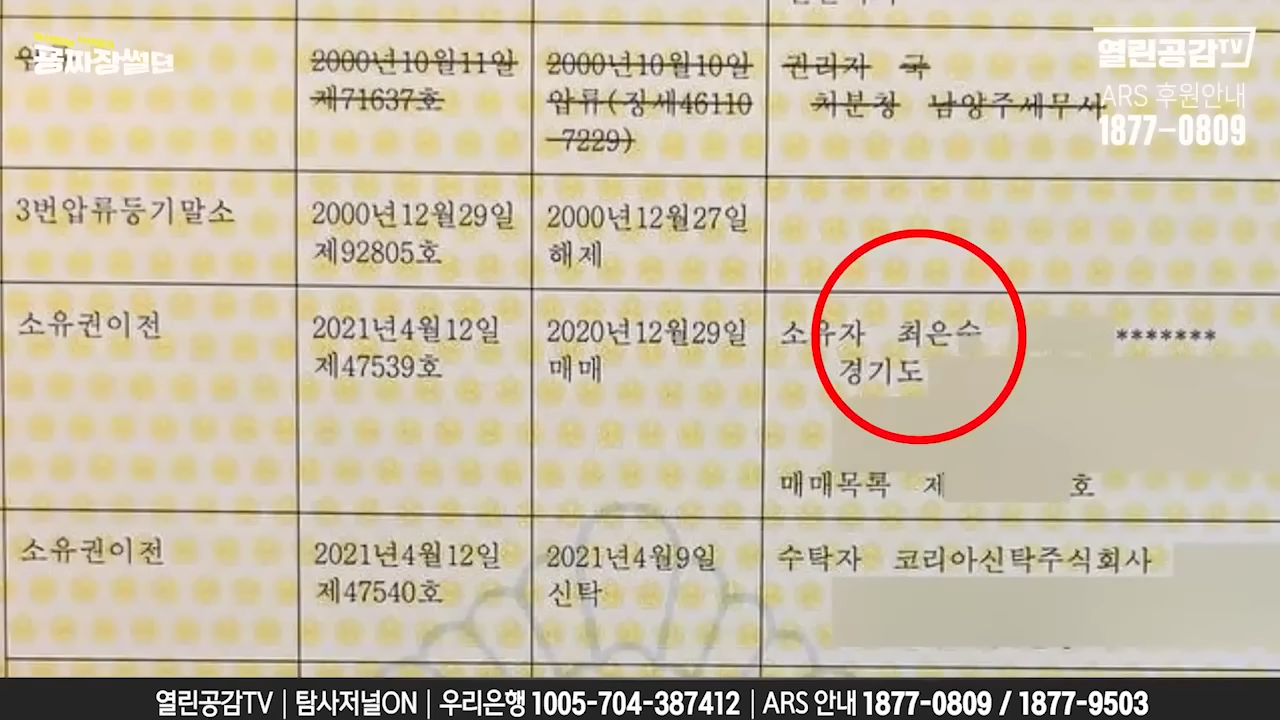 풍짜장썰뎐
열린공감TV
ARS 후원안내
1877-0809
2000년10월11일 2000년10월10일 권리자 국
제71637호 압류(징세46110 처분청 남양주세무서
-7229)
3번압류등기말소 2000년12월29일 2000년12월27일
제92805호 해제
소유권이전 2021년4월12일 2020년12월29일 소유자 최은수 *******
제47539호 매매 경기도
매매목록 제 호
소유권이전 2021년4월12일 2021년4월9일 수탁자 코리아신탁주식회사
제47540호 신탁
열린공감TV | 탐사저널ON | 우리은행 1005-704-387412 | ARS 안내 1877-0809 / 1877-9503